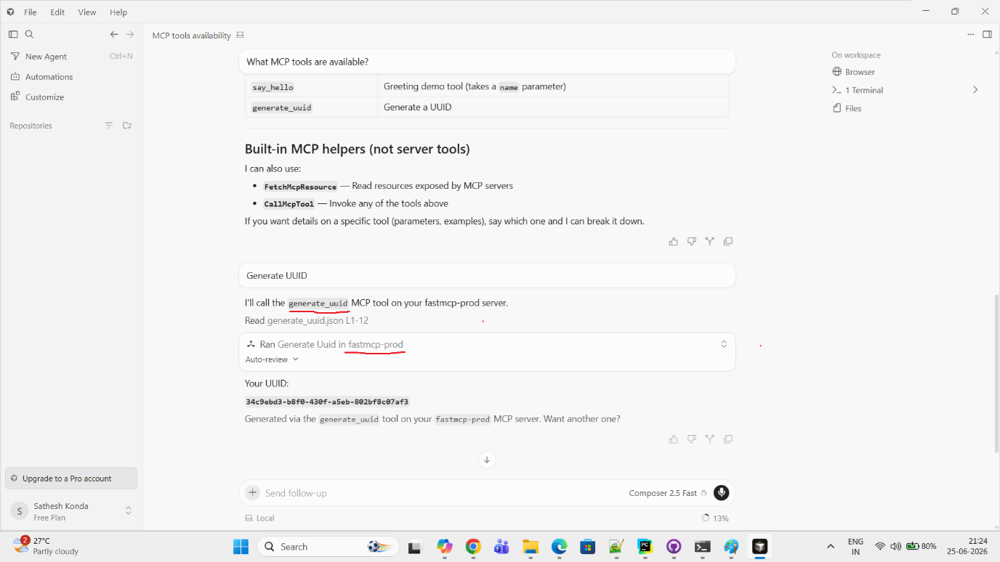 File Edit View Help
New Agent Ctrl+N
Automations
Customize
Repositories
Upgrade to a Pro account
S
Sathesh Konda
Free Plan
MCP tools availability
What MCP tools are available?
say_hello Greeting demo tool (takes a name parameter)
generate_uuid Generate a UUID
Built-in MCP helpers (not server tools)
I can also use:
• FetchMcpResource — Read resources exposed by MCP servers
• CallMcpTool — Invoke any of the tools above
If you want details on a specific tool (parameters, examples), say which one and I can break it down.
Generate UUID
I'll call the generate_uuid MCP tool on your fastmcp-prod server.
Read generate_uuid.json L1-12
Ran Generate Uuid in fastmcp-prod
Auto-review
Your UUID:
34c9ebd3-b8f0-430f-a5eb-802bf8c07af3
Generated via the generate_uuid tool on your fastmcp-prod MCP server. Want another one?
Send follow-up
Composer 2.5 Fast
Local
13%
On workspace
Browser
1 Terminal
Files
2
27°C
Partly cloudy
Search
PC
ENG
IN
80%
21:24
25-06-2026